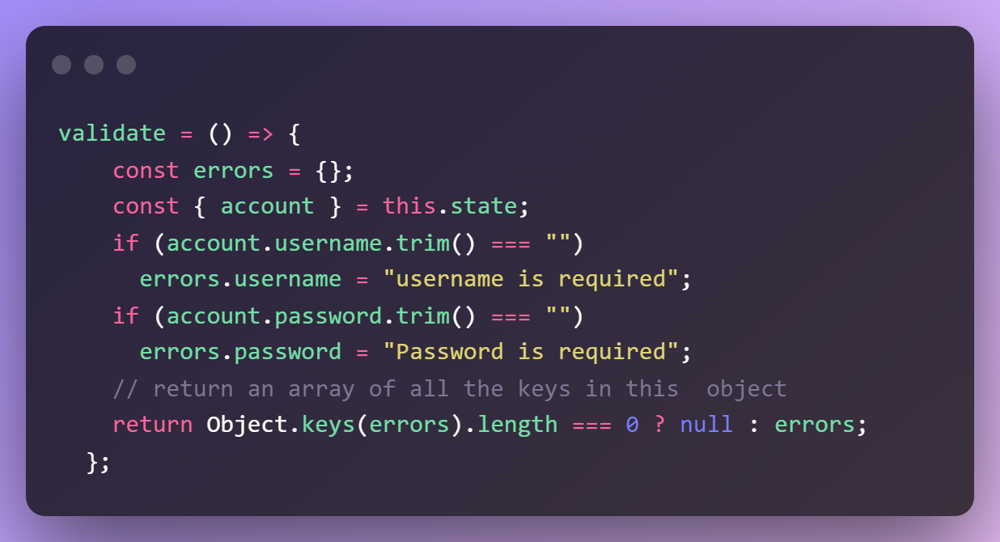 validate = () => {
    const errors = {};
    const { account } = this.state;
    if (account.username.trim() === "")
      errors.username = "username is required";
    if (account.password.trim() === "")
      errors.password = "Password is required";
    // return an array of all the keys in this  object
    return Object.keys(errors).length === 0 ? null : errors;
  };